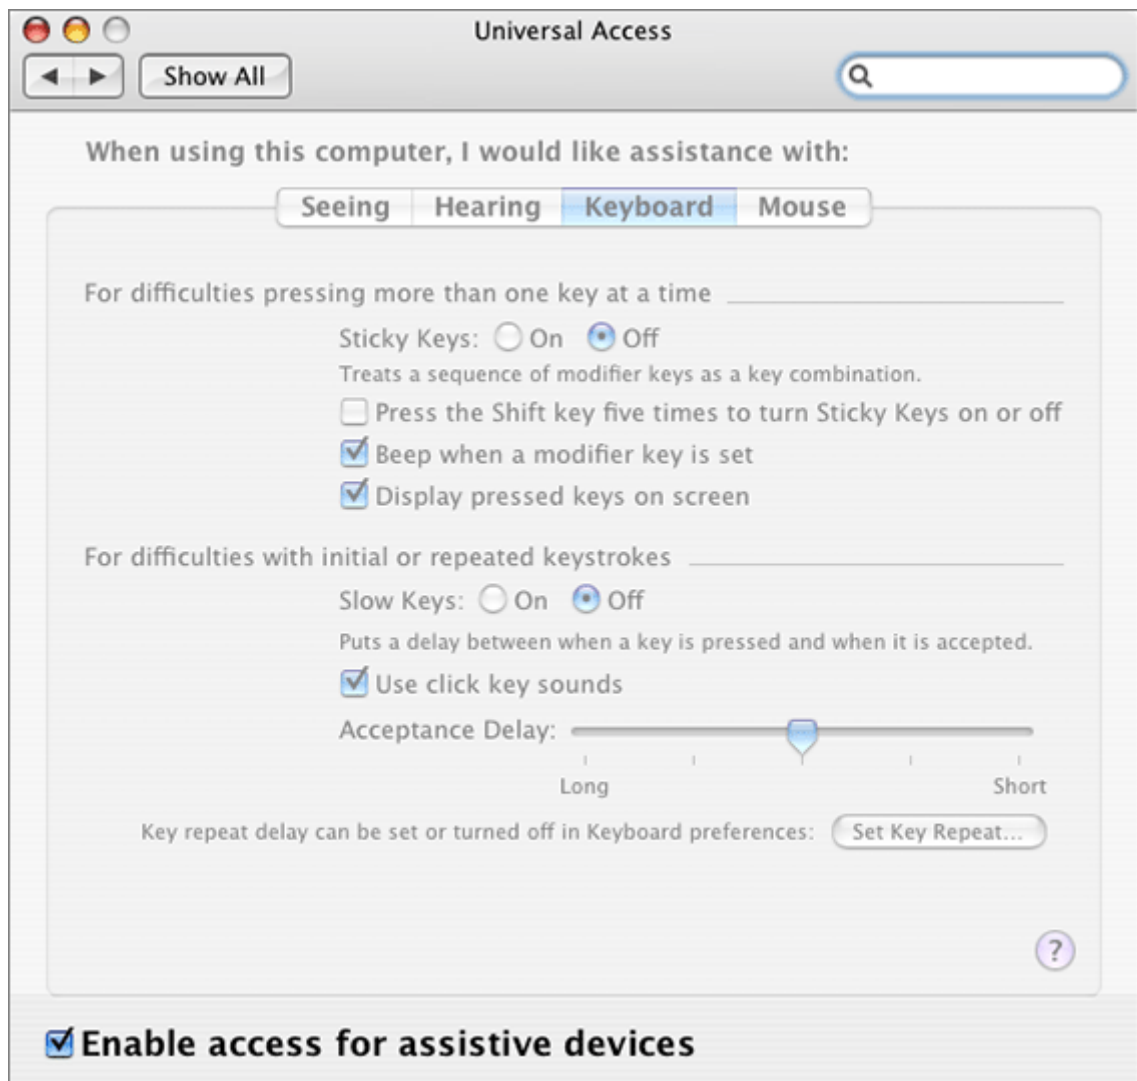 Universal Access
Show All
When using this computer, I would like assistance with:
Seeing Hearing Keyboard Mouse
For difficulties pressing more than one key at a time
Sticky Keys: On Off
Treats a sequence of modifier keys as a key combination.
Press the Shift key five times to turn Sticky Keys on or off
Beep when a modifier key is set
Display pressed keys on screen
For difficulties with initial or repeated keystrokes
Slow Keys: On Off
Puts a delay between when a key is pressed and when it is accepted.
Use click key sounds
Acceptance Delay:
Long Short
Key repeat delay can be set or turned off in Keyboard preferences: Set Key Repeat...
?
Enable access for assistive devices